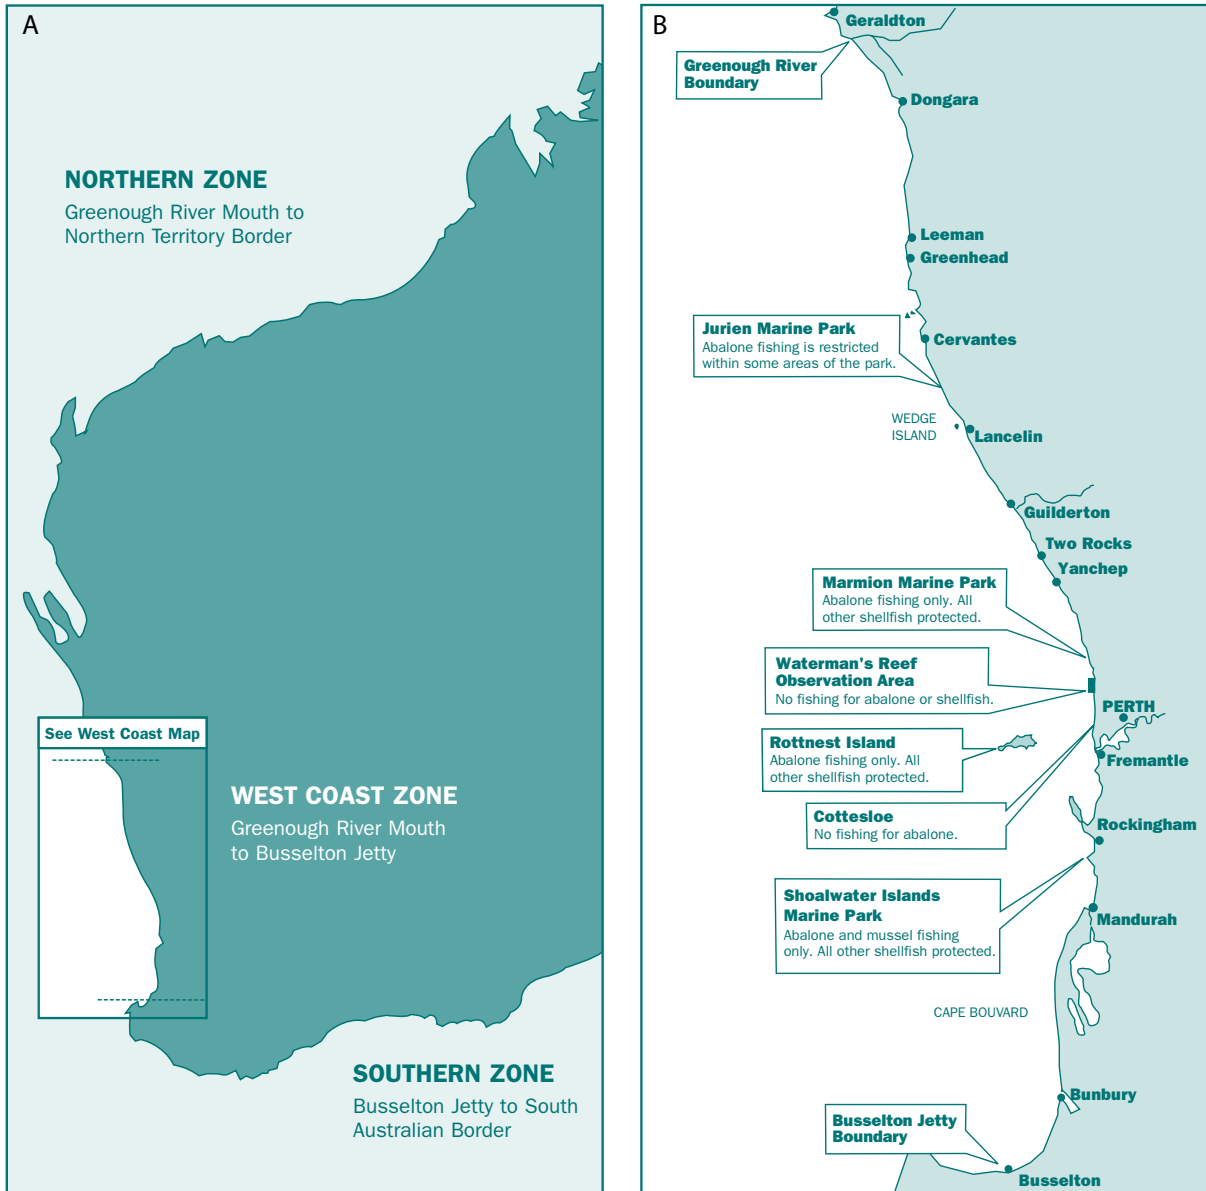 A
NORTHERN ZONE
Greenough River Mouth to
Northern Territory Border
See West Coast Map
WEST COAST ZONE
Greenough River Mouth
to Busselton Jetty
SOUTHERN ZONE
Busselton Jetty to South
Australian Border
B
Geraldton
Greenough River
Boundary
Dongara
Leeman
Greenhead
Jurien Marine Park
Abalone fishing is restricted
within some areas of the park.
Cervantes
WEDGE
ISLAND
Lancelin
Guilderton
Two Rocks
Yanchep
Marmion Marine Park
Abalone fishing only. All
other shellfish protected.
Waterman's Reef
Observation Area
No fishing for abalone or shellfish.
PERTH
Rottnest Island
Abalone fishing only. All
other shellfish protected.
Fremantle
Cottesloe
No fishing for abalone.
Rockingham
Shoalwater Islands
Marine Park
Abalone and mussel fishing
only. All other shellfish protected.
Mandurah
CAPE BOUVARD
Bunbury
Busselton Jetty
Boundary
Busselton